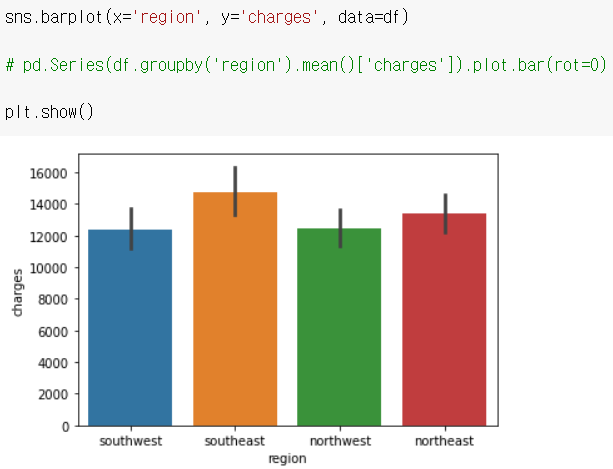 sns.barplot(x='region', y='charges', data=df)
# pd.Series(df.groupby('region').mean()['charges']).plot.bar(rot=0)
plt.show()
16000
14000
12000
10000
8000
6000
4000
2000
0
charges
southwest southeast northwest northeast
region